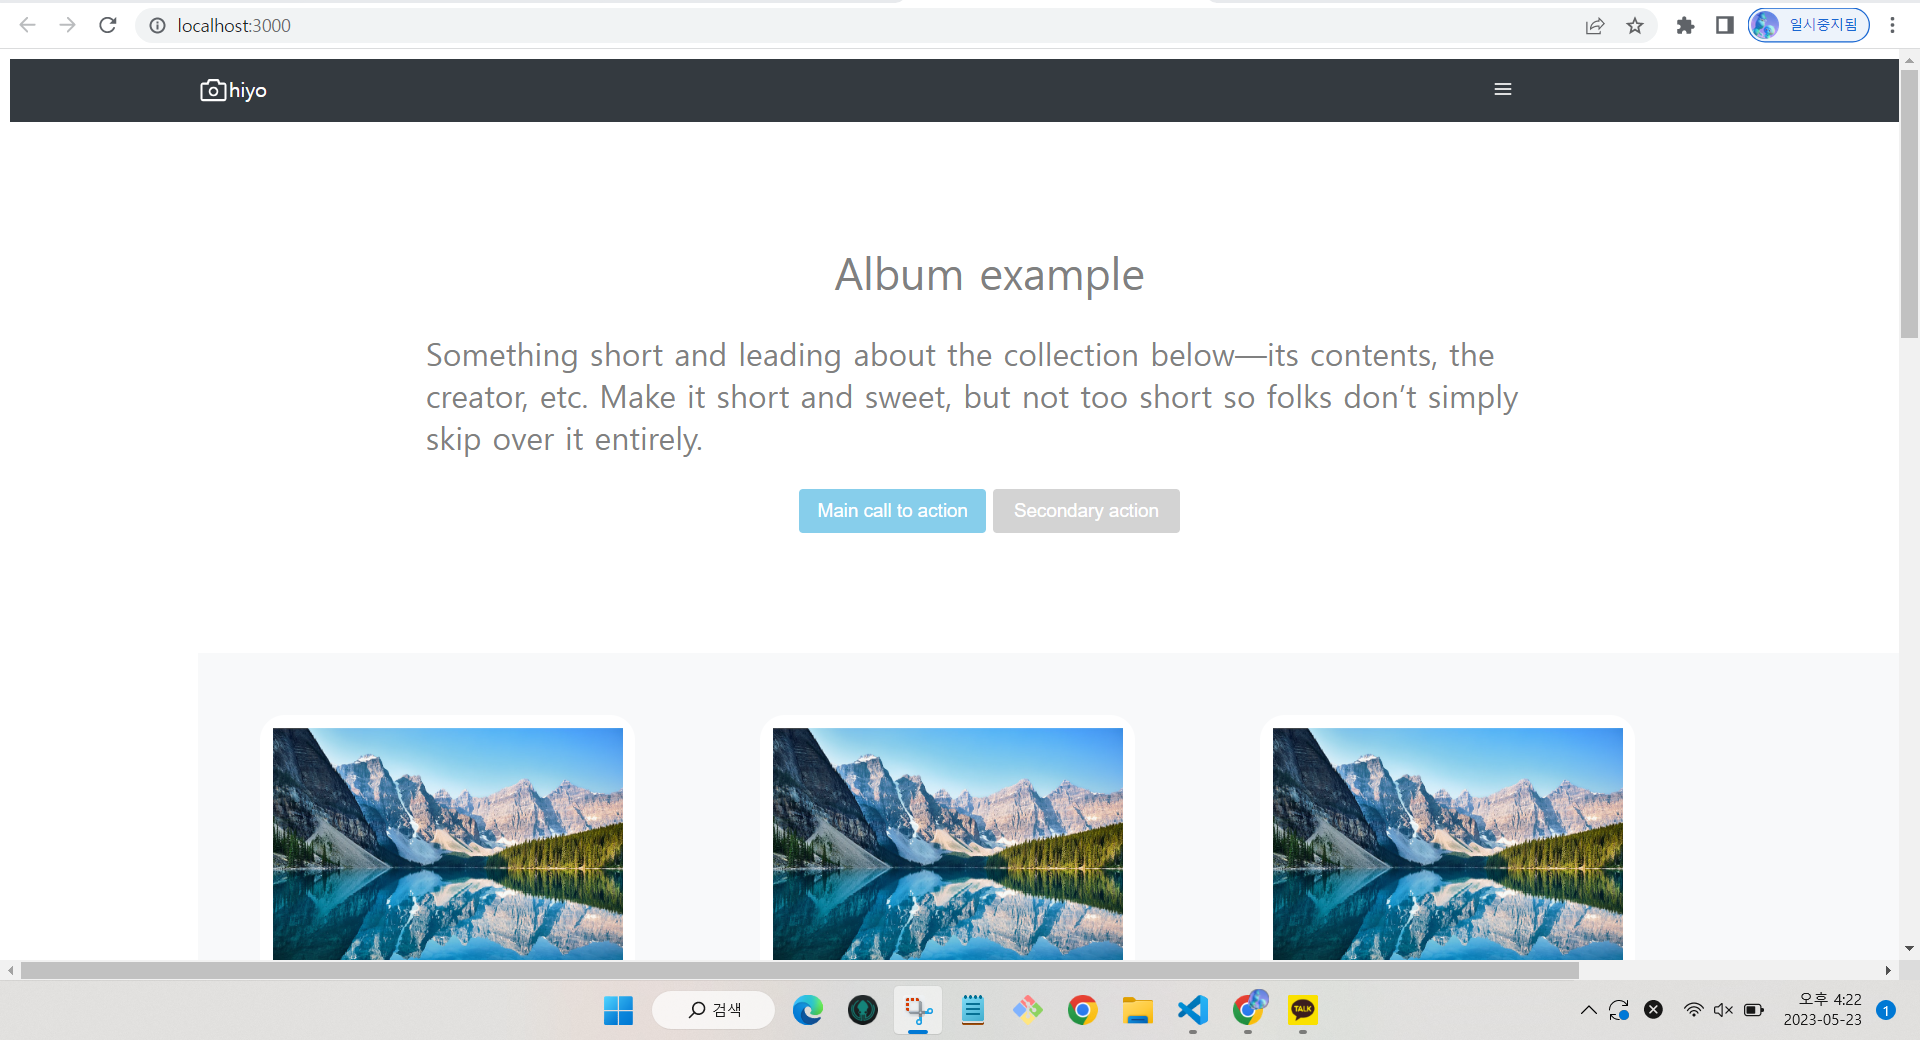 localhost:3000
일시중지됨
hiyo
Album example
Something short and leading about the collection below—its contents, the
creator, etc. Make it short and sweet, but not too short so folks don’t simply
skip over it entirely.
Main call to action
Secondary action
검색
TALK
오후 4:22
2023-05-23
1